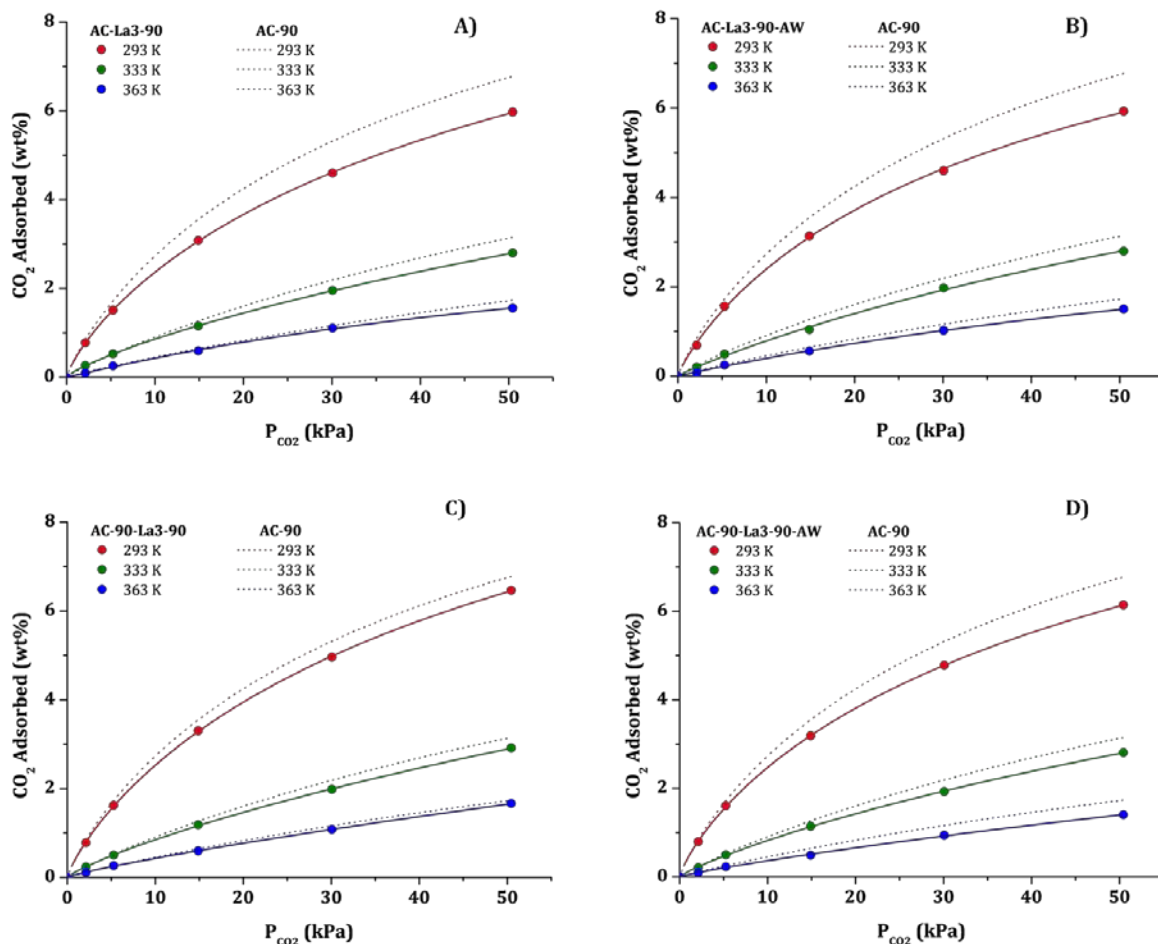 A)
AC-La3-90 AC-90
293 K 293 K
333 K 333 K
363 K 363 K
CO2 Adsorbed (wt%)
8
6
4
2
0
0 10 20 30 40 50
PCO2 (kPa)
B)
AC-La3-90-AW AC-90
293 K 293 K
333 K 333 K
363 K 363 K
CO2 Adsorbed (wt%)
8
6
4
2
0
0 10 20 30 40 50
PCO2 (kPa)
C)
AC-90-La3-90 AC-90
293 K 293 K
333 K 333 K
363 K 363 K
CO2 Adsorbed (wt%)
8
6
4
2
0
0 10 20 30 40 50
PCO2 (kPa)
D)
AC-90-La3-90-AW AC-90
293 K 293 K
333 K 333 K
363 K 363 K
CO2 Adsorbed (wt%)
8
6
4
2
0
0 10 20 30 40 50
PCO2 (kPa)